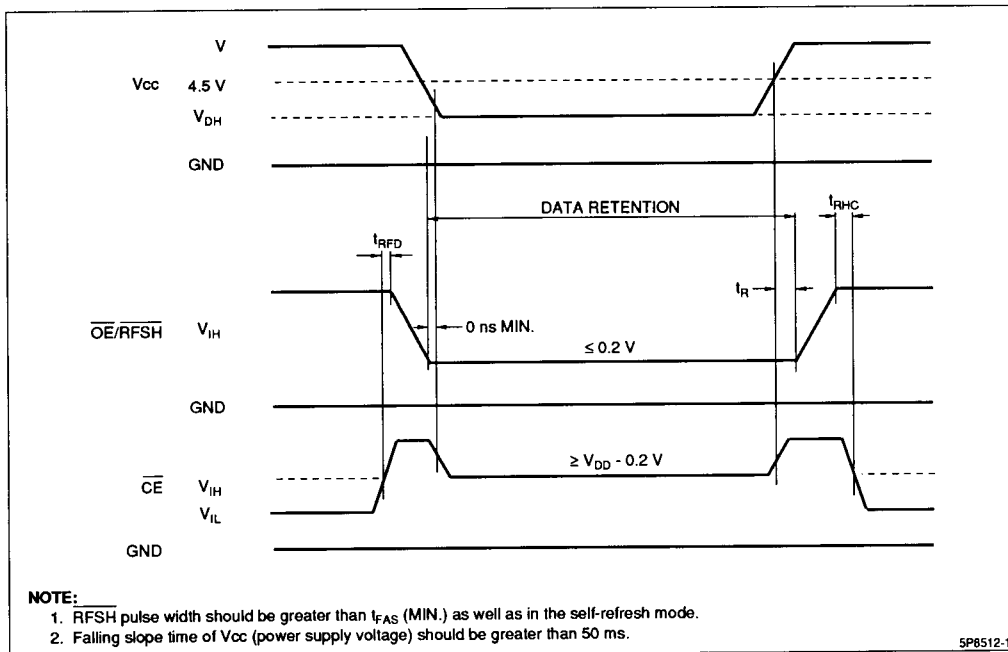 V
Vcc 4.5 V
VDH
GND
DATA RETENTION
tRHC
tRFD
tR
OE/RFSH VIH
0 ns MIN.
≤ 0.2 V
GND
≥ VDD - 0.2 V
CE VIH
VIL
GND
NOTE:
1. RFSH pulse width should be greater than tFAS (MIN.) as well as in the self-refresh mode.
2. Falling slope time of Vcc (power supply voltage) should be greater than 50 ms.
5P8512-1